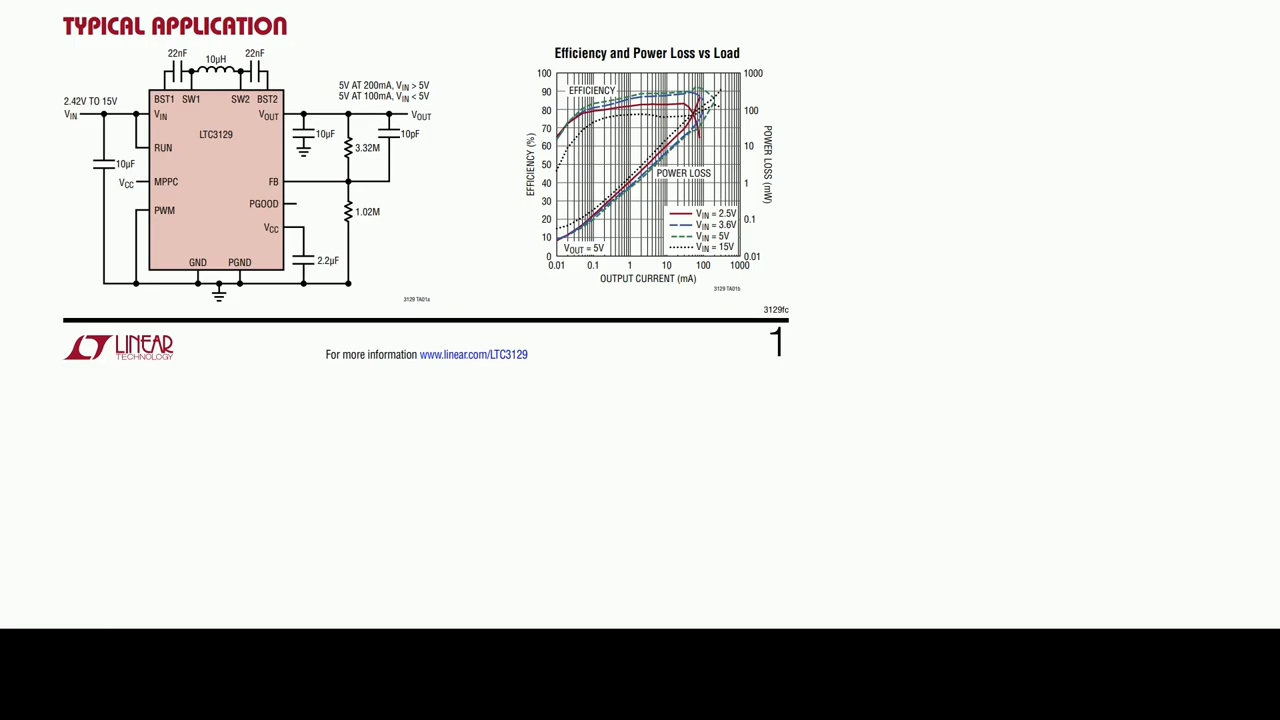 TYPICAL APPLICATION
22nF
10µH
22nF
BST1 SW1 SW2 BST2
2.42V TO 15V
VIN
VIN
VOUT
5V AT 200mA, VIN > 5V
5V AT 100mA, VIN < 5V
VOUT
LTC3129
10µF
10pF
RUN
3.32M
10µF
VCC
MPPC
FB
PGOOD
PWM
1.02M
VCC
2.2µF
GND PGND
3129 TA01a
Efficiency and Power Loss vs Load
EFFICIENCY (%)
100
90
80
70
60
50
40
30
20
10
0
EFFICIENCY
POWER LOSS
VIN = 2.5V
VIN = 3.6V
VIN = 5V
VIN = 15V
VOUT = 5V
1000
100
10
1
0.1
0.01
POWER LOSS (mW)
0.01 0.1 1 10 100 1000
OUTPUT CURRENT (mA)
3129 TA01b
3129fc
LINEAR
TECHNOLOGY
For more information www.linear.com/LTC3129
1